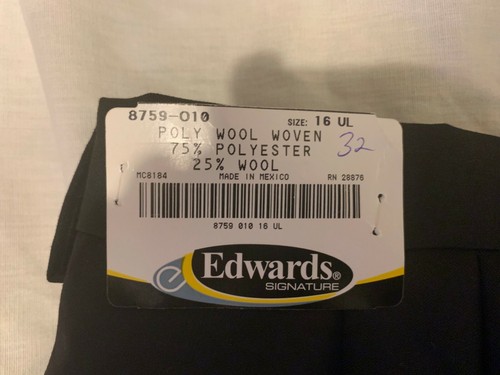 8759-010 SIZE: 16 UL
POLY WOOL WOVEN
75% POLYESTER 32
25% WOOL
MC8184 MADE IN MEXICO RN 28876
8759 010 16 UL
e Edwards®
SIGNATURE